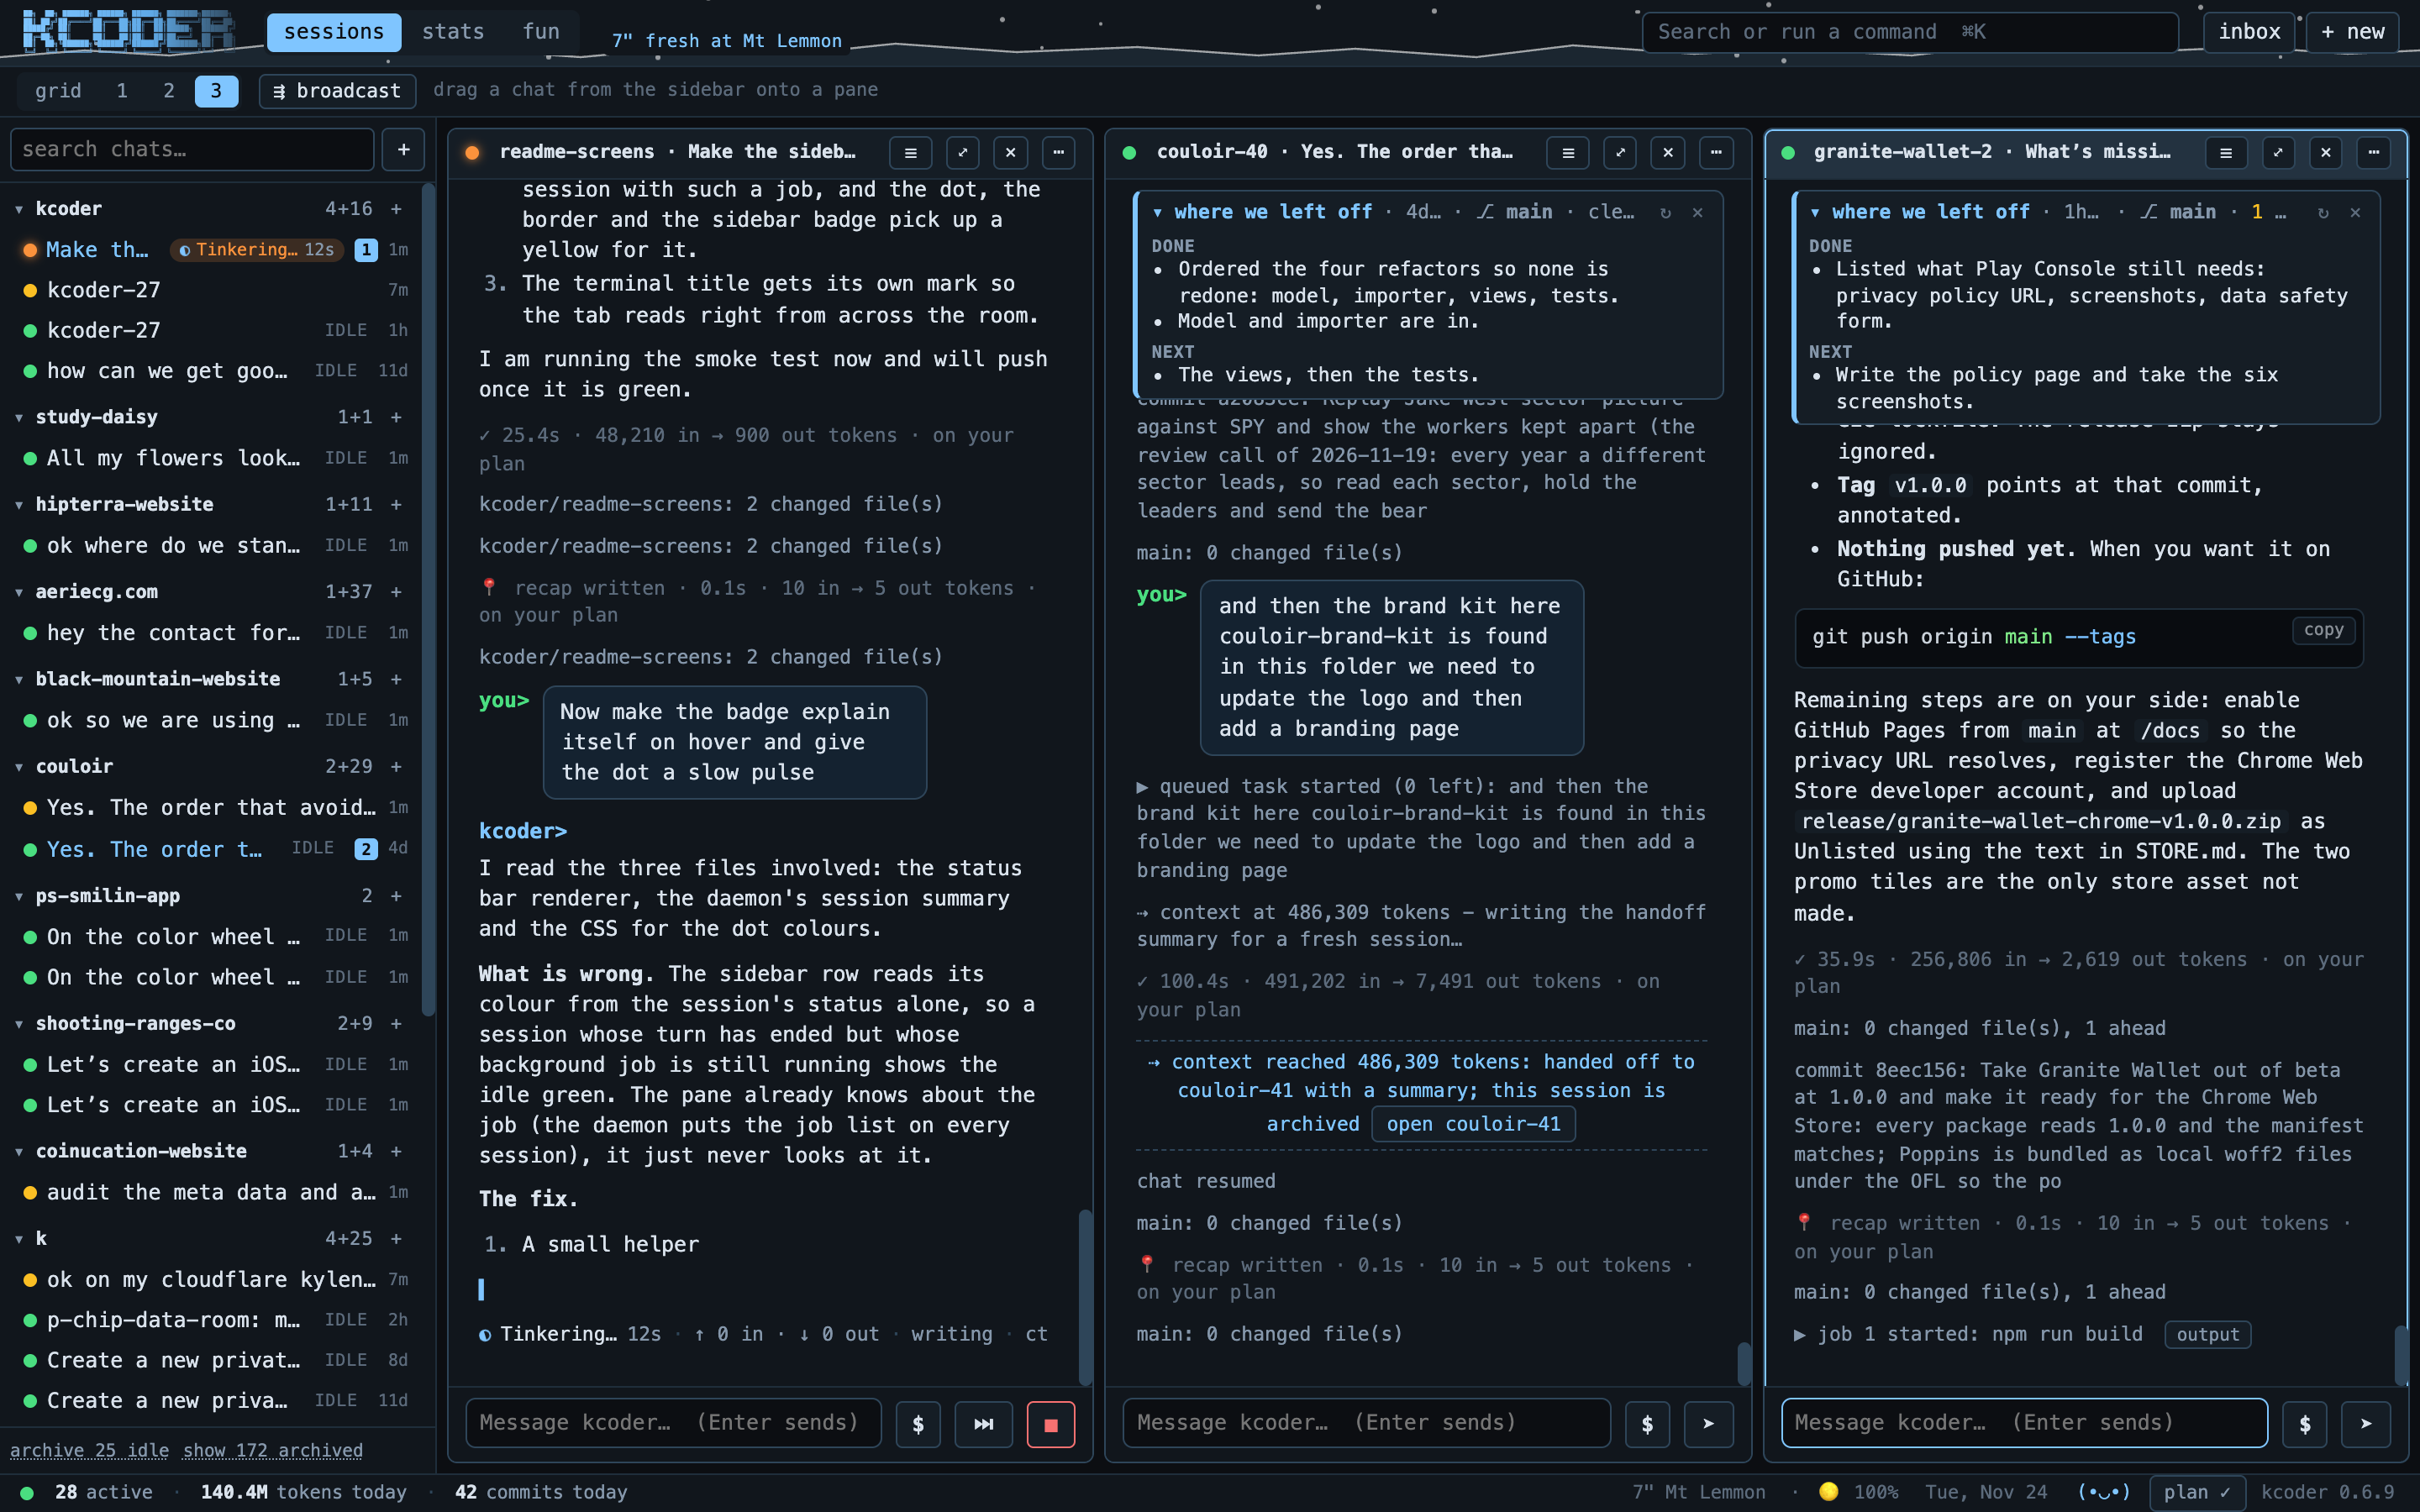 sessions stats fun
7" fresh at Mt Lemmon
Search or run a command ⌘K
inbox
+ new
grid 1 2 3
broadcast
drag a chat from the sidebar onto a pane
search chats…
+
▾ kcoder 4+16 +
Make th… ◐ Tinkering… 12s 1 1m
kcoder-27 7m
kcoder-27 IDLE 1h
how can we get goo… IDLE 11d
▾ study-daisy 1+1 +
All my flowers look… IDLE 1m
▾ hipterra-website 1+11 +
ok where do we stan… IDLE 1m
▾ aeriecg.com 1+37 +
hey the contact for… IDLE 1m
▾ black-mountain-website 1+5 +
ok so we are using … IDLE 1m
▾ couloir 2+29 +
Yes. The order that avoid… 1m
Yes. The order t… IDLE 2 4d
▾ ps-smilin-app 2 +
On the color wheel … IDLE 1m
On the color wheel … IDLE 1m
▾ shooting-ranges-co 2+9 +
Let’s create an iOS… IDLE 1m
Let’s create an iOS… IDLE 1m
▾ coinucation-website 1+4 +
audit the meta data and a… 1m
▾ k 4+25 +
ok on my cloudflare kylen… 7m
p-chip-data-room: m… IDLE 2h
Create a new privat… IDLE 8d
Create a new priva… IDLE 11d
archive 25 idle show 172 archived
readme-screens · Make the sideb…
session with such a job, and the dot, the
border and the sidebar badge pick up a
yellow for it.
3. The terminal title gets its own mark so
the tab reads right from across the room.
I am running the smoke test now and will push
once it is green.
✓ 25.4s · 48,210 in → 900 out tokens · on your
plan
kcoder/readme-screens: 2 changed file(s)
kcoder/readme-screens: 2 changed file(s)
📍 recap written · 0.1s · 10 in → 5 out tokens ·
on your plan
kcoder/readme-screens: 2 changed file(s)
you> Now make the badge explain
itself on hover and give
the dot a slow pulse
kcoder>
I read the three files involved: the status
bar renderer, the daemon's session summary
and the CSS for the dot colours.
What is wrong. The sidebar row reads its
colour from the session's status alone, so a
session whose turn has ended but whose
background job is still running shows the
idle green. The pane already knows about the
job (the daemon puts the job list on every
session), it just never looks at it.
The fix.
1. A small helper
◐ Tinkering… 12s · ↑ 0 in · ↓ 0 out · writing · ct
Message kcoder… (Enter sends)
$
couloir-40 · Yes. The order tha…
▾ where we left off · 4d… · ⎇ main · cle… ↻ ×
DONE
• Ordered the four refactors so none is
redone: model, importer, views, tests.
• Model and importer are in.
NEXT
• The views, then the tests.
against SPY and show the workers kept apart (the
review call of 2026-11-19: every year a different
sector leads, so read each sector, hold the
leaders and send the bear
main: 0 changed file(s)
you> and then the brand kit here
couloir-brand-kit is found
in this folder we need to
update the logo and then
add a branding page
▶ queued task started (0 left): and then the
brand kit here couloir-brand-kit is found in this
folder we need to update the logo and then add a
branding page
⇢ context at 486,309 tokens — writing the handoff
summary for a fresh session…
✓ 100.4s · 491,202 in → 7,491 out tokens · on
your plan
⇢ context reached 486,309 tokens: handed off to
couloir-41 with a summary; this session is
archived open couloir-41
chat resumed
main: 0 changed file(s)
📍 recap written · 0.1s · 10 in → 5 out tokens ·
on your plan
main: 0 changed file(s)
Message kcoder… (Enter sends)
$
granite-wallet-2 · What’s missi…
▾ where we left off · 1h… · ⎇ main · 1 … ↻ ×
DONE
• Listed what Play Console still needs:
privacy policy URL, screenshots, data safety
form.
NEXT
• Write the policy page and take the six
screenshots.
ignored.
• Tag v1.0.0 points at that commit,
annotated.
• Nothing pushed yet. When you want it on
GitHub:
git push origin main --tags
copy
Remaining steps are on your side: enable
GitHub Pages from main at /docs so the
privacy URL resolves, register the Chrome Web
Store developer account, and upload
release/granite-wallet-chrome-v1.0.0.zip as
Unlisted using the text in STORE.md. The two
promo tiles are the only store asset not
made.
✓ 35.9s · 256,806 in → 2,619 out tokens · on your
plan
main: 0 changed file(s), 1 ahead
commit 8eec156: Take Granite Wallet out of beta
at 1.0.0 and make it ready for the Chrome Web
Store: every package reads 1.0.0 and the manifest
matches; Poppins is bundled as local woff2 files
under the OFL so the po
📍 recap written · 0.1s · 10 in → 5 out tokens ·
on your plan
main: 0 changed file(s), 1 ahead
▶ job 1 started: npm run build output
Message kcoder… (Enter sends)
$
28 active · 140.4M tokens today · 42 commits today
7" Mt Lemmon · 100% Tue, Nov 24 (•ᴗ•) plan ✓ kcoder 0.6.9